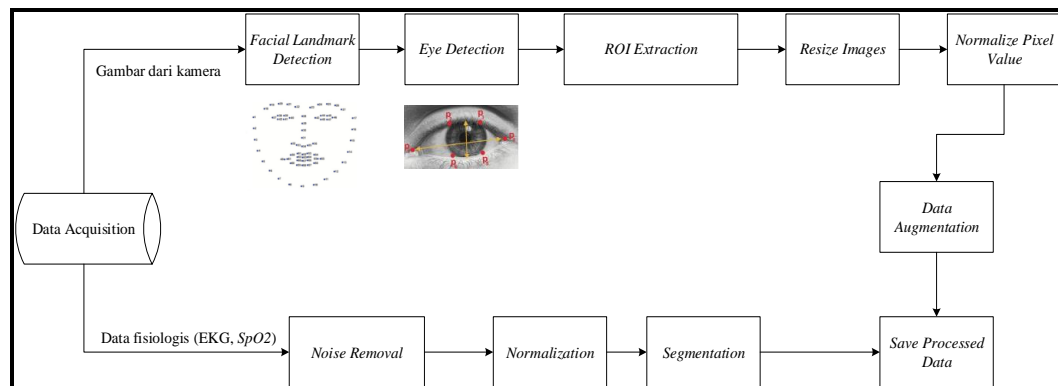 Facial Landmark
Detection
Eye Detection
ROI Extraction
Resize Images
Normalize Pixel
Value
Gambar dari kamera
Data Acquisition
Data
Augmentation
Data fisiologis (EKG, SpO2)
Noise Removal
Normalization
Segmentation
Save Processed
Data